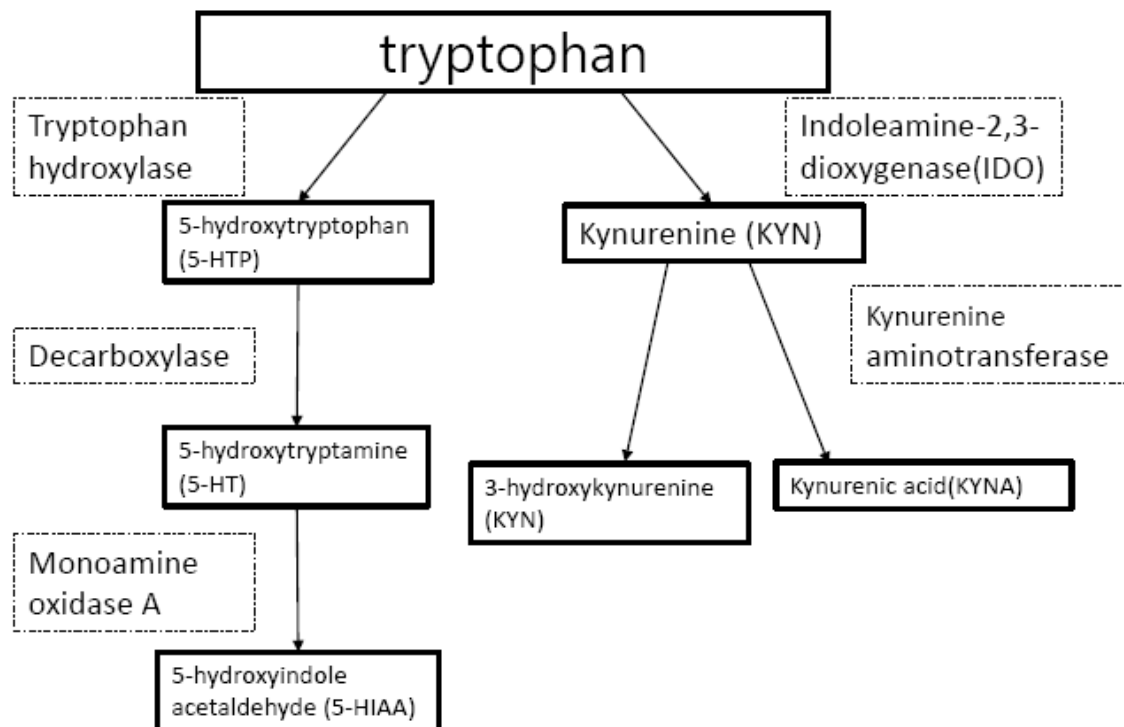 tryptophan
Tryptophan
hydroxylase
Indoleamine-2,3-
dioxygenase(IDO)
5-hydroxytryptophan
(5-HTP)
Kynurenine (KYN)
Decarboxylase
Kynurenine
aminotransferase
5-hydroxytryptamine
(5-HT)
3-hydroxykynurenine
(KYN)
Kynurenic acid(KYNA)
Monoamine
oxidase A
5-hydroxyindole
acetaldehyde (5-HIAA)